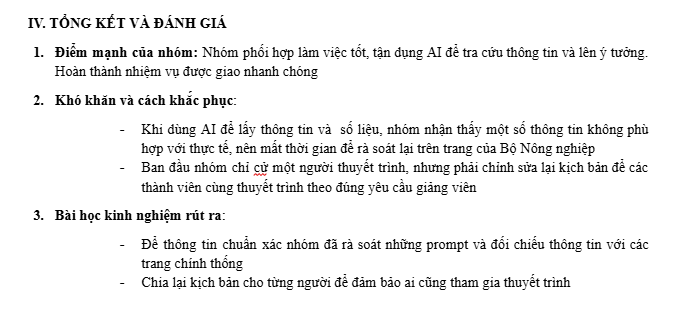 IV. TỔNG KẾT VÀ ĐÁNH GIÁ
1. Điểm mạnh của nhóm: Nhóm phối hợp làm việc tốt, tận dụng AI để tra cứu thông tin và lên ý tưởng.
Hoàn thành nhiệm vụ được giao nhanh chóng
2. Khó khăn và cách khắc phục:
- Khi dùng AI để lấy thông tin và số liệu, nhóm nhận thấy một số thông tin không phù
hợp với thực tế, nên mất thời gian để rà soát lại trên trang của Bộ Nông nghiệp
- Ban đầu nhóm chỉ cử một người thuyết trình, nhưng phải chỉnh sửa lại kịch bản để các
thành viên cùng thuyết trình theo đúng yêu cầu giảng viên
3. Bài học kinh nghiệm rút ra:
- Để thông tin chuẩn xác nhóm đã rà soát những prompt và đối chiếu thông tin với các
trang chính thống
- Chia lại kịch bản cho từng người để đảm bảo ai cũng tham gia thuyết trình